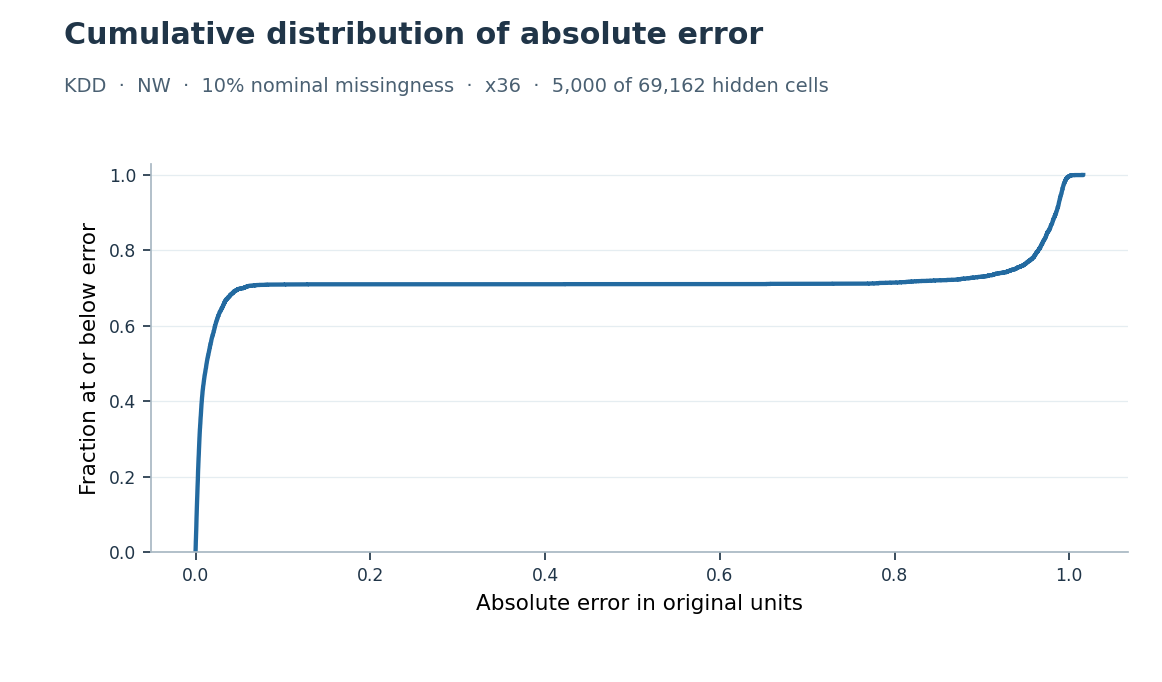 Cumulative distribution of absolute error
KDD · NW · 10% nominal missingness · x36 · 5,000 of 69,162 hidden cells
Fraction at or below error
1.0
0.8
0.6
0.4
0.2
0.0
0.0 0.2 0.4 0.6 0.8 1.0
Absolute error in original units